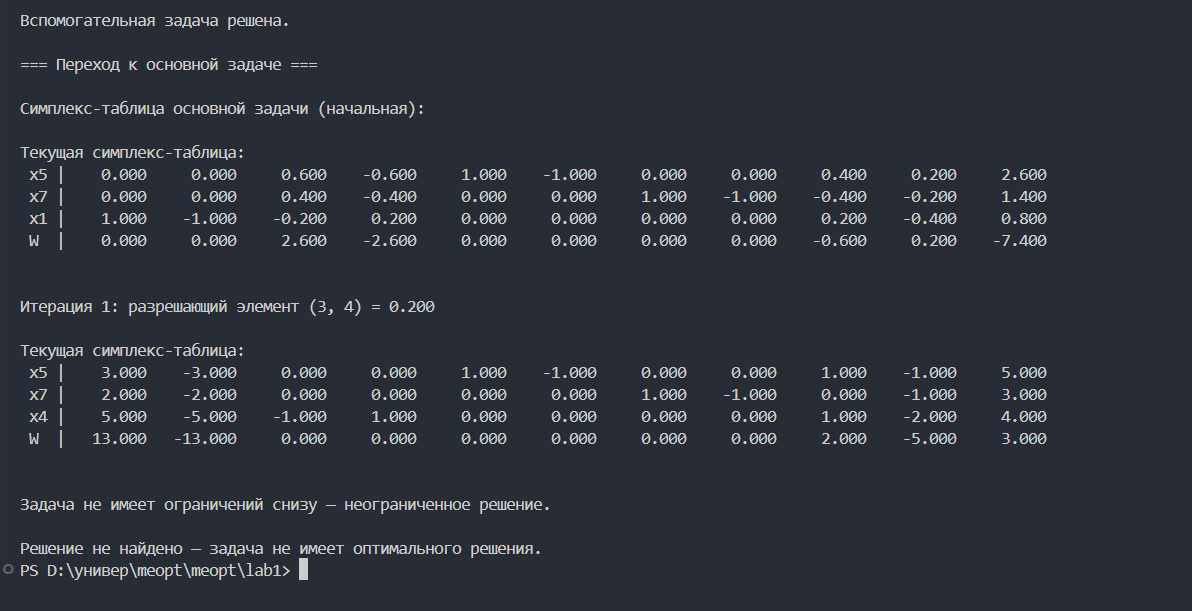 Вспомогательная задача решена.
=== Переход к основной задаче ===
Симплекс-таблица основной задачи (начальная):
Текущая симплекс-таблица:
x5 | 0.000 0.000 0.600 -0.600 1.000 -1.000 0.000 0.000 0.400 0.200 2.600
x7 | 0.000 0.000 0.400 -0.400 0.000 0.000 1.000 -1.000 -0.400 -0.200 1.400
x1 | 1.000 -1.000 -0.200 0.200 0.000 0.000 0.000 0.000 0.200 -0.400 0.800
W | 0.000 0.000 2.600 -2.600 0.000 0.000 0.000 0.000 -0.600 0.200 -7.400
Итерация 1: разрешающий элемент (3, 4) = 0.200
Текущая симплекс-таблица:
x5 | 3.000 -3.000 0.000 0.000 1.000 -1.000 0.000 0.000 1.000 -1.000 5.000
x7 | 2.000 -2.000 0.000 0.000 0.000 0.000 1.000 -1.000 0.000 -1.000 3.000
x4 | 5.000 -5.000 -1.000 1.000 0.000 0.000 0.000 0.000 1.000 -2.000 4.000
W | 13.000 -13.000 0.000 0.000 0.000 0.000 0.000 0.000 2.000 -5.000 3.000
Задача не имеет ограничений снизу — неограниченное решение.
Решение не найдено — задача не имеет оптимального решения.
PS D:\универ\meopt\meopt\lab1>